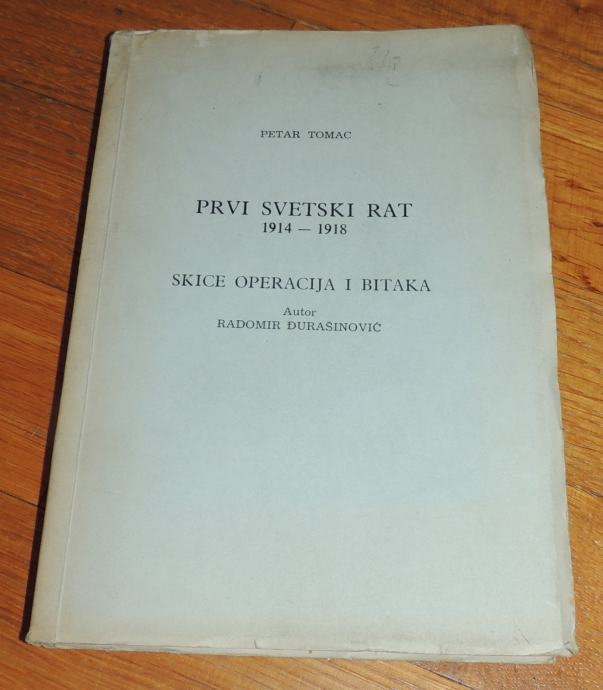 PETAR TOMAC
PRVI SVETSKI RAT
1914 — 1918
SKICE OPERACIJA I BITAKA
Autor
RADOMIR ĐURAŠINOVIĆ